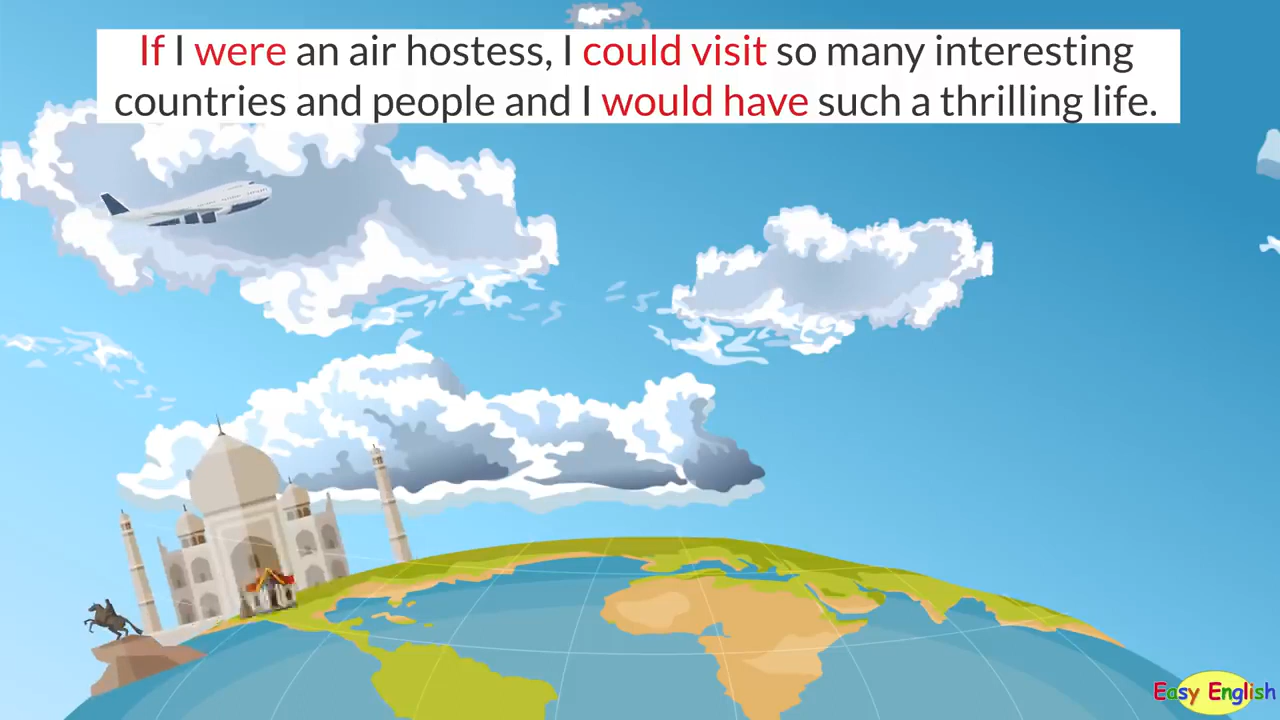 If I were an air hostess, I could visit so many interesting
countries and people and I would have such a thrilling life.
Easy English